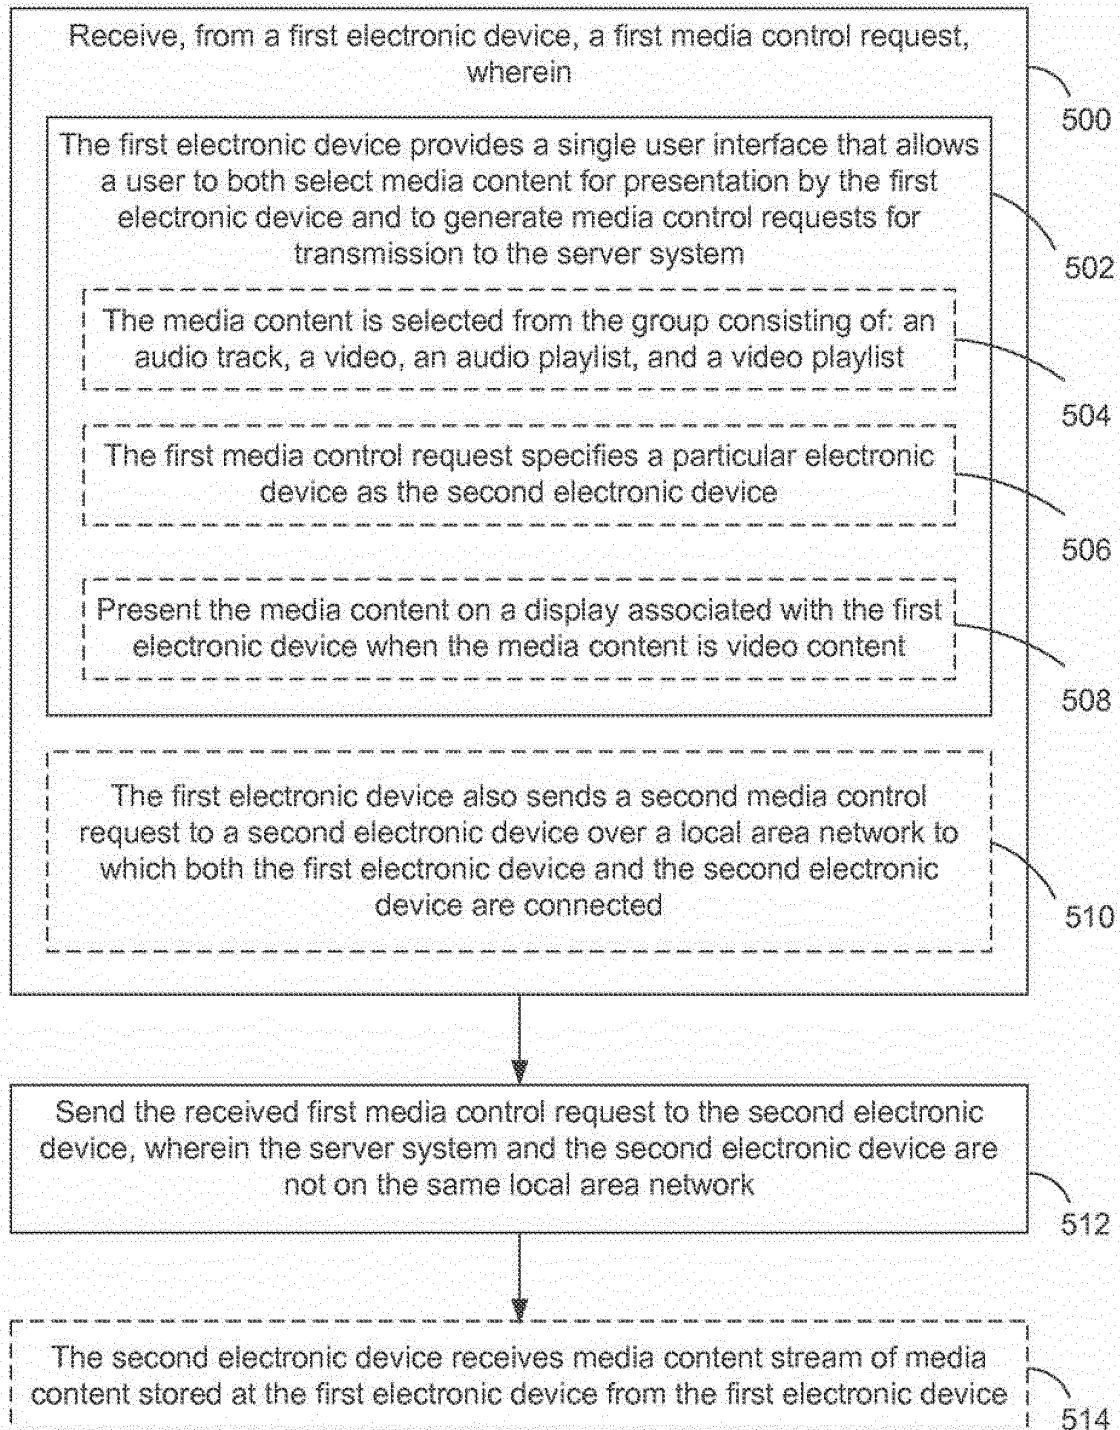 Receive, from a first electronic device, a first media control request,
wherein
500
The first electronic device provides a single user interface that allows
a user to both select media content for presentation by the first
electronic device and to generate media control requests for
transmission to the server system
502
The media content is selected from the group consisting of: an
audio track, a video, an audio playlist, and a video playlist
504
The first media control request specifies a particular electronic
device as the second electronic device
506
Present the media content on a display associated with the first
electronic device when the media content is video content
508
The first electronic device also sends a second media control
request to a second electronic device over a local area network to
which both the first electronic device and the second electronic
device are connected
510
Send the received first media control request to the second electronic
device, wherein the server system and the second electronic device are
not on the same local area network
512
The second electronic device receives media content stream of media
content stored at the first electronic device from the first electronic device
514